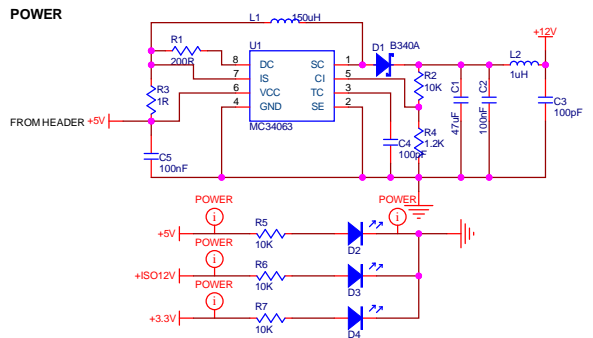 POWER
L1 150uH
+12V
R1
200R
U1
D1 B340A
8 DC SC 1
7 IS CI 5
6 VCC TC 3
4 GND SE 2
MC34063
R3
1R
R2
10K
L2
1uH
C1
47uF
C2
100nF
C3
100pF
FROM HEADER +5V
C5
100nF
C4
100pF
R4
1.2K
POWER
POWER
+5V
R5
10K
D2
POWER
+ISO12V
R6
10K
D3
POWER
+3.3V
R7
10K
D4
i
i
i
i